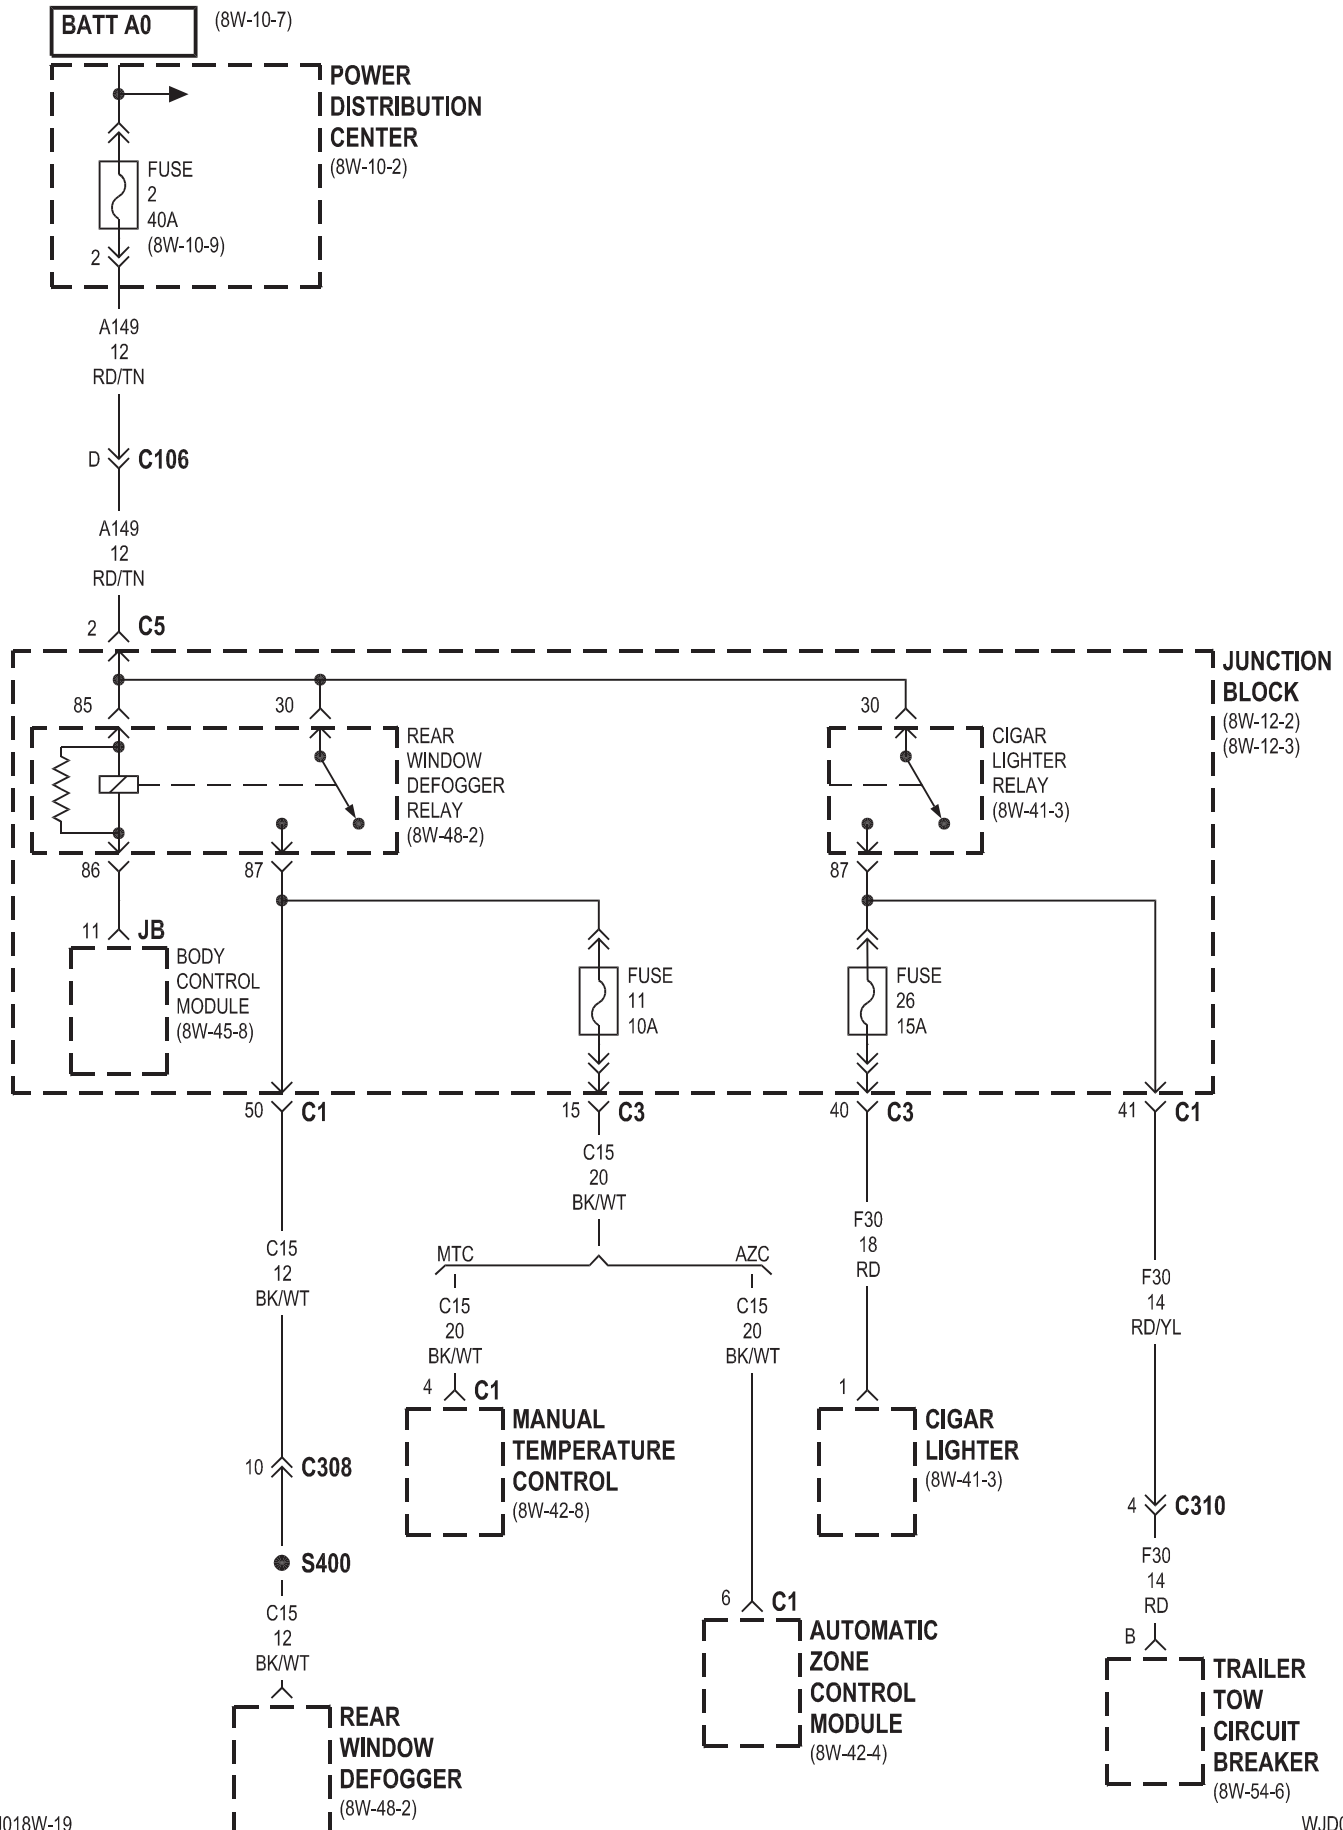 BATT A0
(8W-10-7)
POWER
DISTRIBUTION
CENTER
(8W-10-2)
FUSE
2
40A
(8W-10-9)
2
A149
12
RD/TN
D
C106
A149
12
RD/TN
2
C5
JUNCTION
BLOCK
(8W-12-2)
(8W-12-3)
85
30
30
REAR
WINDOW
DEFOGGER
RELAY
(8W-48-2)
CIGAR
LIGHTER
RELAY
(8W-41-3)
86
87
87
11
JB
BODY
CONTROL
MODULE
(8W-45-8)
FUSE
11
10A
FUSE
26
15A
50
C1
15
C3
40
C3
41
C1
C15
20
BK/WT
C15
12
BK/WT
F30
18
RD
F30
14
RD/YL
MTC
AZC
C15
20
BK/WT
C15
20
BK/WT
4
C1
MANUAL
TEMPERATURE
CONTROL
(8W-42-8)
1
CIGAR
LIGHTER
(8W-41-3)
10
C308
4
C310
S400
F30
14
RD
C15
12
BK/WT
6
C1
AUTOMATIC
ZONE
CONTROL
MODULE
(8W-42-4)
B
TRAILER
TOW
CIRCUIT
BREAKER
(8W-54-6)
REAR
WINDOW
DEFOGGER
(8W-48-2)
018W-19